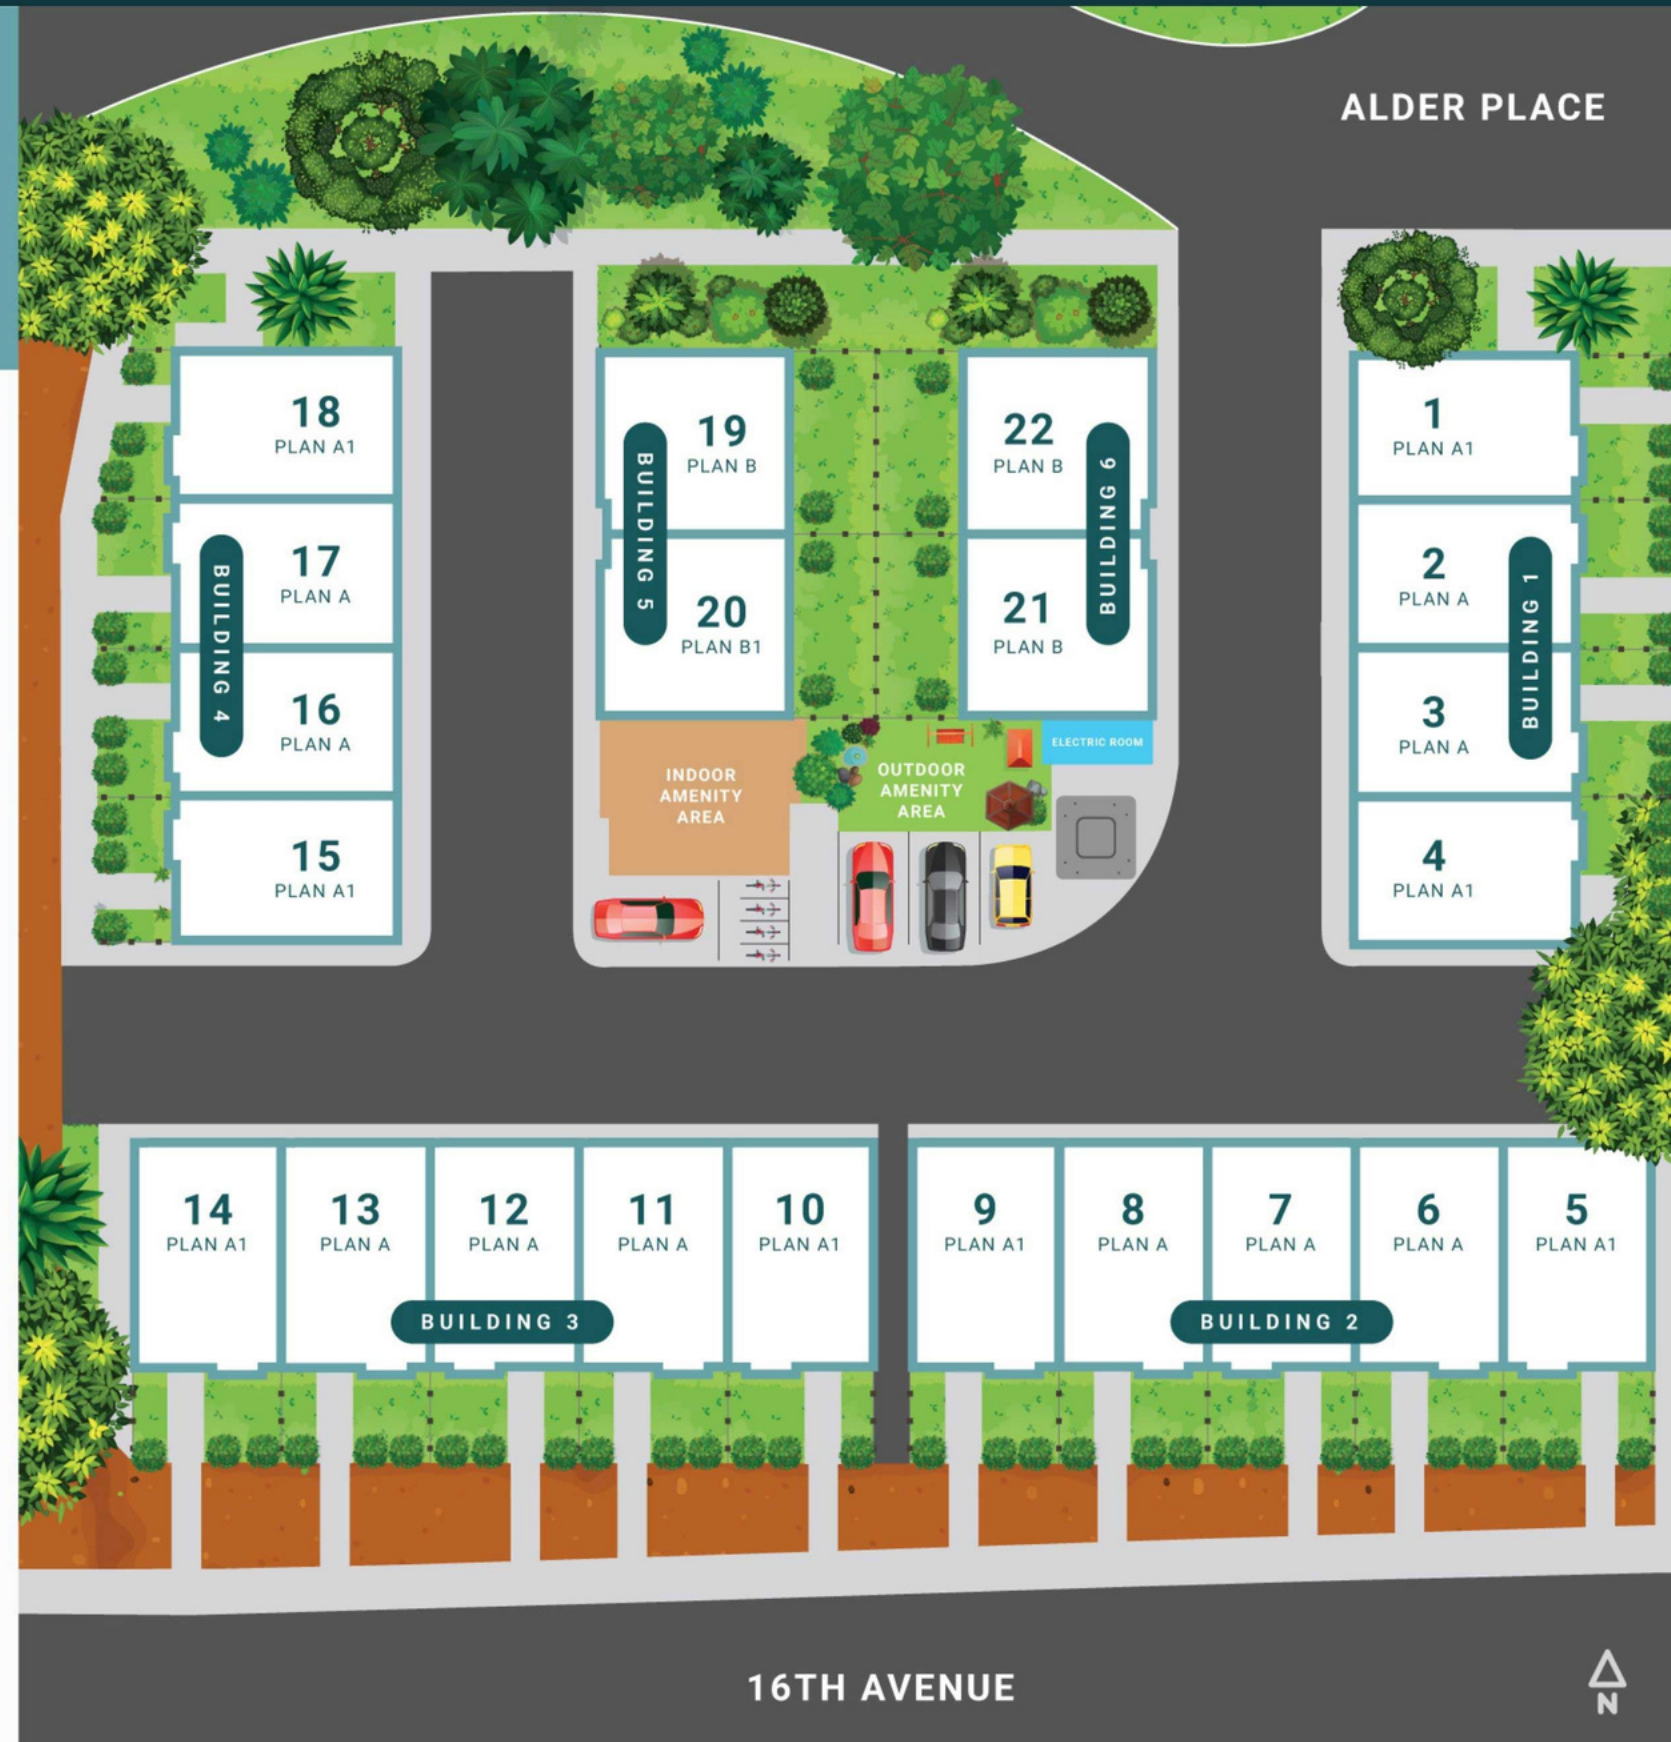 ALDER PLACE
18
PLAN A1
17
PLAN A
16
PLAN A
15
PLAN A1
BUILDING 4
19
PLAN B
20
PLAN B1
BUILDING 5
22
PLAN B
21
PLAN B
BUILDING 6
1
PLAN A1
2
PLAN A
3
PLAN A
4
PLAN A1
BUILDING 1
INDOOR
AMENITY
AREA
OUTDOOR
AMENITY
AREA
ELECTRIC ROOM
14
PLAN A1
13
PLAN A
12
PLAN A
11
PLAN A
10
PLAN A1
BUILDING 3
9
PLAN A1
8
PLAN A
7
PLAN A
6
PLAN A
5
PLAN A1
BUILDING 2
16TH AVENUE
N